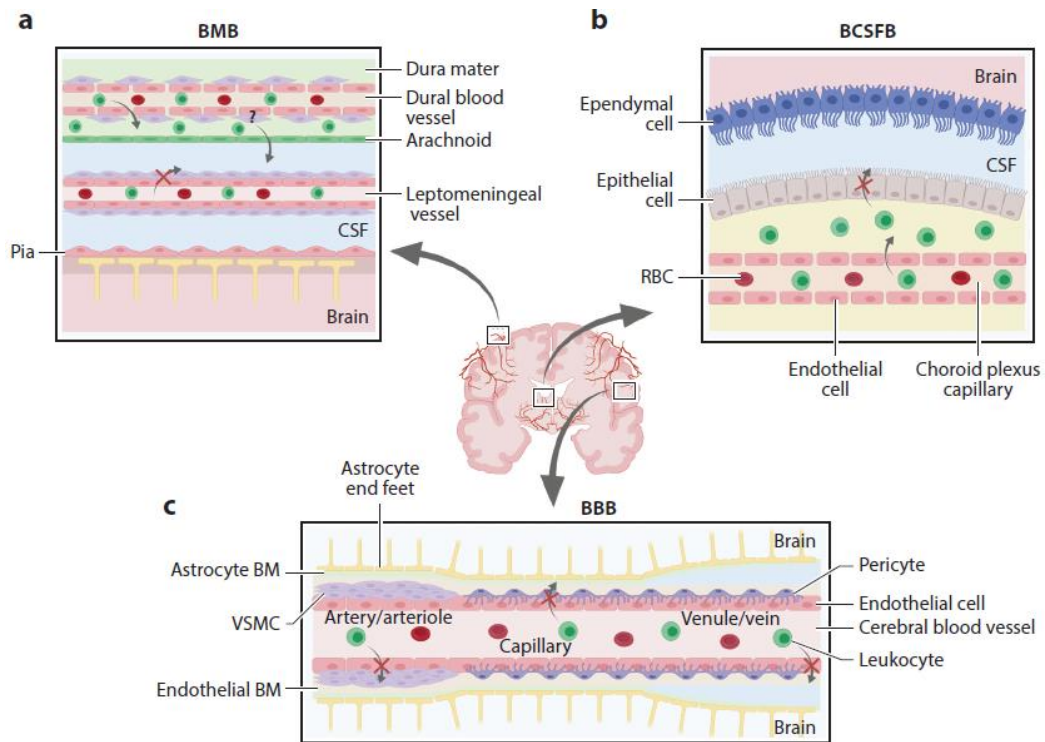 a
BMB
Dura mater
Dural blood
vessel
?
Arachnoid
Leptomeningeal
vessel
CSF
Pia
Brain
b
BCSFB
Brain
Ependymal
cell
CSF
Epithelial
cell
RBC
Endothelial
cell
Choroid plexus
capillary
Astrocyte
end feet
c
BBB
Brain
Astrocyte BM
Pericyte
VSMC
Artery/arteriole
Venule/vein
Endothelial cell
Cerebral blood vessel
Capillary
Leukocyte
Endothelial BM
Brain